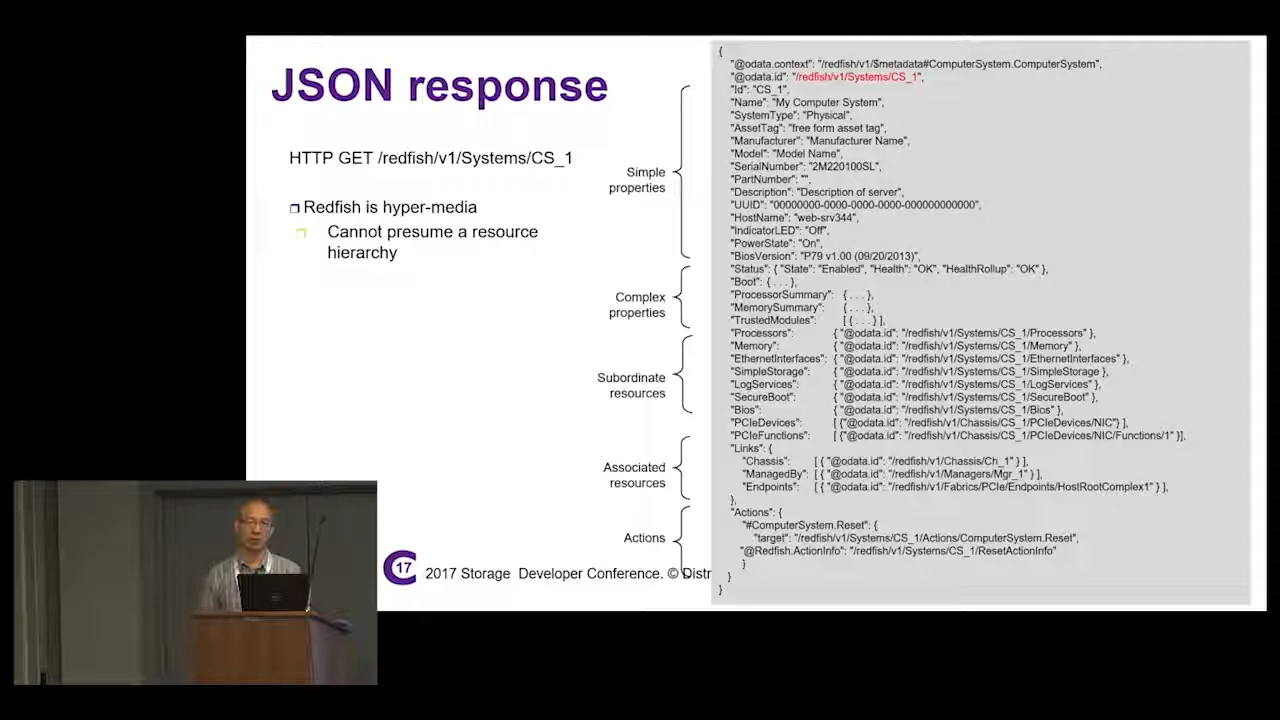 JSON response
HTTP GET /redfish/v1/Systems/CS_1
Redfish is hyper-media
Cannot presume a resource
hierarchy
Simple
properties
Complex
properties
Subordinate
resources
Associated
resources
Actions
{
"@odata.context": "/redfish/v1/$metadata#ComputerSystem.ComputerSystem",
"@odata.id": "/redfish/v1/Systems/CS_1",
"Id": "CS_1",
"Name": "My Computer System",
"SystemType": "Physical",
"AssetTag": "free form asset tag",
"Manufacturer": "Manufacturer Name",
"Model": "Model Name",
"SerialNumber": "2M220100SL",
"PartNumber": "",
"Description": "Description of server",
"UUID": "00000000-0000-0000-0000-000000000000",
"HostName": "web-srv344",
"IndicatorLED": "Off",
"PowerState": "On",
"BiosVersion": "P79 v1.00 (09/20/2013)",
"Status": { "State": "Enabled", "Health": "OK", "HealthRollup": "OK" },
"Boot": { . . . },
"ProcessorSummary": { . . . },
"MemorySummary": { . . . },
"TrustedModules": [ { . . . } ],
"Processors": { "@odata.id": "/redfish/v1/Systems/CS_1/Processors" },
"Memory": { "@odata.id": "/redfish/v1/Systems/CS_1/Memory" },
"EthernetInterfaces": { "@odata.id": "/redfish/v1/Systems/CS_1/EthernetInterfaces" },
"SimpleStorage": { "@odata.id": "/redfish/v1/Systems/CS_1/SimpleStorage },
"LogServices": { "@odata.id": "/redfish/v1/Systems/CS_1/LogServices" },
"SecureBoot": { "@odata.id": "/redfish/v1/Systems/CS_1/SecureBoot" },
"Bios": { "@odata.id": "/redfish/v1/Systems/CS_1/Bios" },
"PCIeDevices": [ {"@odata.id": "/redfish/v1/Chassis/CS_1/PCIeDevices/NIC"} ],
"PCIeFunctions": [ {"@odata.id": "/redfish/v1/Chassis/CS_1/PCIeDevices/NIC/Functions/1" }],
"Links": {
"Chassis": [ { "@odata.id": "/redfish/v1/Chassis/Ch_1" } ],
"ManagedBy": [ { "@odata.id": "/redfish/v1/Managers/Mgr_1" } ],
"Endpoints": [ { "@odata.id": "/redfish/v1/Fabrics/PCIe/Endpoints/HostRootComplex1" } ],
},
"Actions": {
"#ComputerSystem.Reset": {
"target": "/redfish/v1/Systems/CS_1/Actions/ComputerSystem.Reset",
"@Redfish.ActionInfo": "/redfish/v1/Systems/CS_1/ResetActionInfo"
}
}
}
17
2017 Storage Developer Conference. © Distr